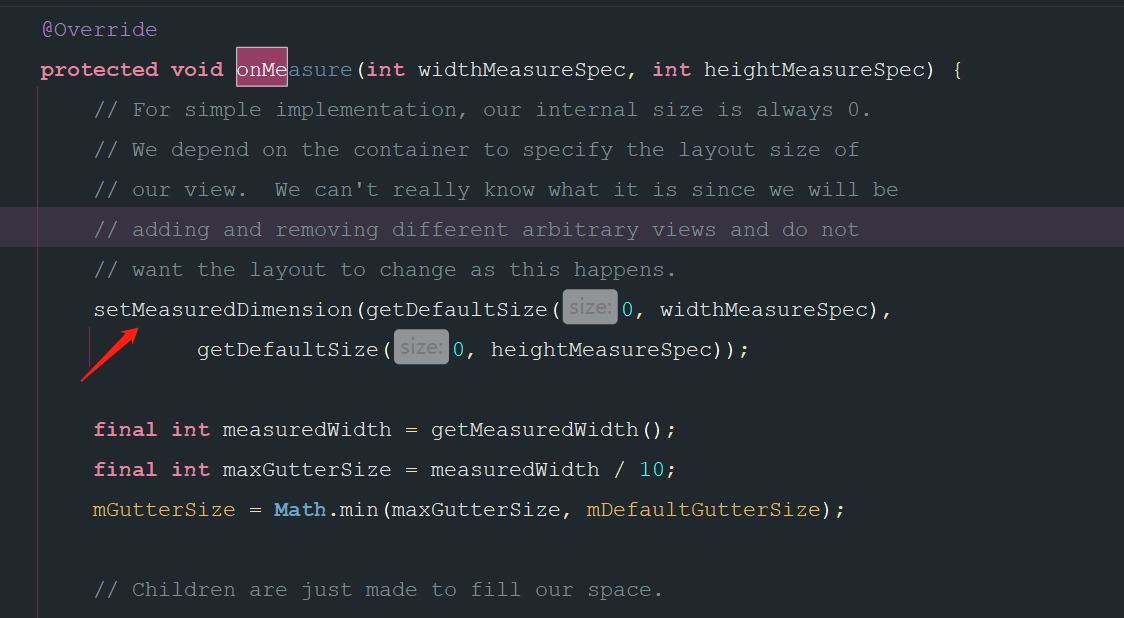 @Override
protected void onMeasure(int widthMeasureSpec, int heightMeasureSpec) {
// For simple implementation, our internal size is always 0.
// We depend on the container to specify the layout size of
// our view.  We can't really know what it is since we will be
// adding and removing different arbitrary views and do not
// want the layout to change as this happens.
setMeasuredDimension(getDefaultSize( size: 0, widthMeasureSpec),
getDefaultSize( size: 0, heightMeasureSpec));
final int measuredWidth = getMeasuredWidth();
final int maxGutterSize = measuredWidth / 10;
mGutterSize = Math.min(maxGutterSize, mDefaultGutterSize);
// Children are just made to fill our space.